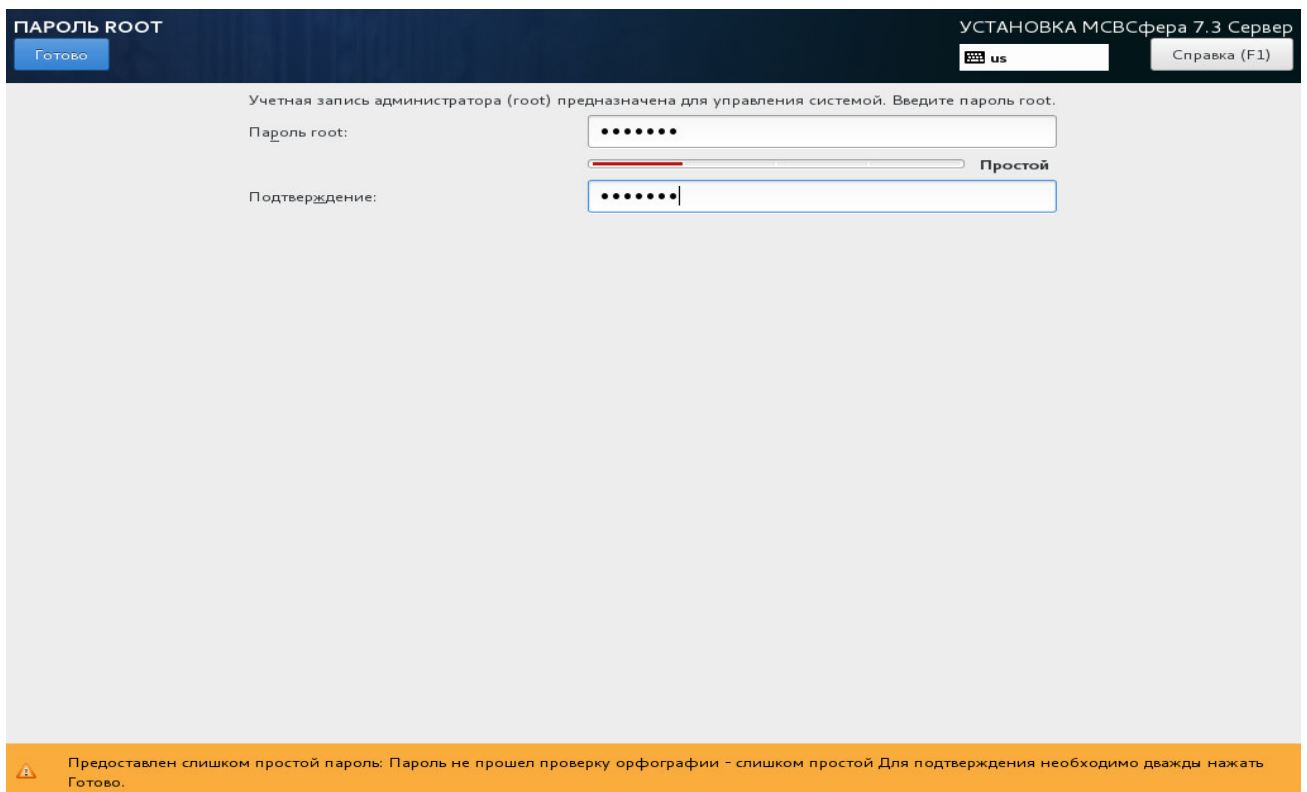 ПАРОЛЬ ROOT
УСТАНОВКА МСВСфера 7.3 Сервер
Готово
us
Справка (F1)
Учетная запись администратора (root) предназначена для управления системой. Введите пароль root.
Пароль root:
•••••••
Простой
Подтверждение:
•••••••
Предоставлен слишком простой пароль: Пароль не прошел проверку орфографии - слишком простой Для подтверждения необходимо дважды нажать
Готово.